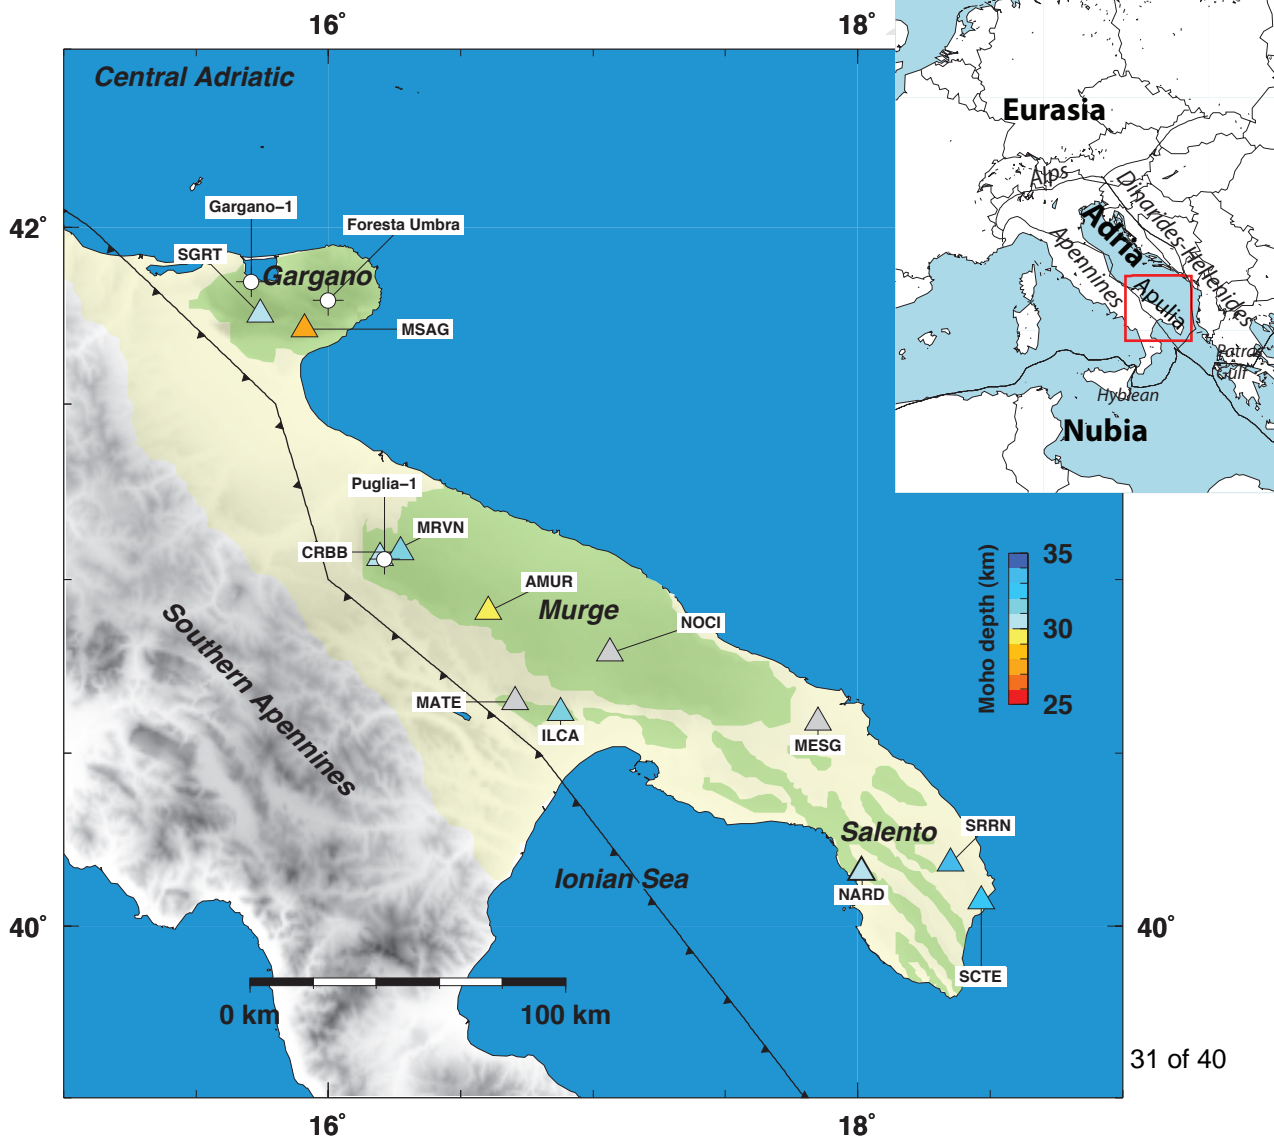 16°
18°
Central Adriatic
Eurasia
Alps
Dinarides-Hellenides
Adria
Apennines
Apulia
Patras
Gulf
Hyblean
Nubia
42°
Gargano–1
Foresta Umbra
SGRT
Gargano
MSAG
Puglia–1
MRVN
CRBB
AMUR
Murge
NOCI
MATE
ILCA
MESG
Southern Apennines
Moho depth (km)
35
30
25
Salento
SRRN
NARD
SCTE
Ionian Sea
40°
40°
0 km
100 km
31 of 40
16°
18°